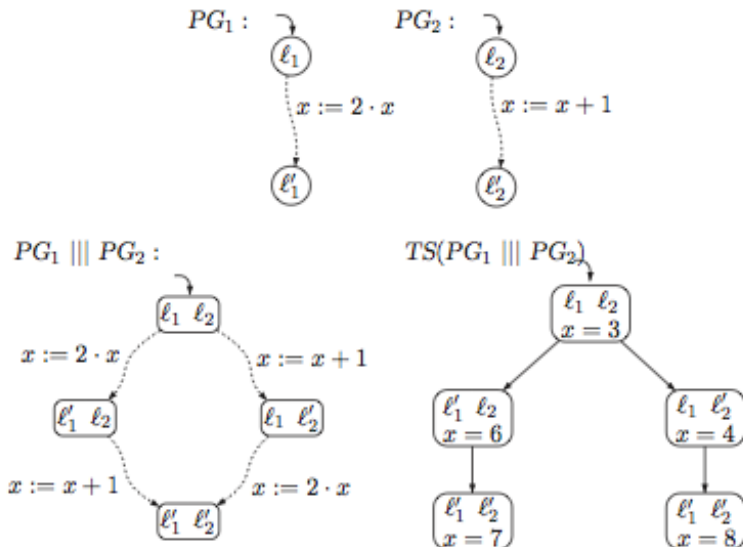 PG₁ : PG₂ :
ℓ₁ ℓ₂
x := 2 · x x := x + 1
ℓ′₁ ℓ′₂
PG₁ ||| PG₂ : TS(PG₁ ||| PG₂)
ℓ₁ ℓ₂ ℓ₁ ℓ₂
x = 3
x := 2 · x x := x + 1
ℓ′₁ ℓ₂ ℓ₁ ℓ′₂ ℓ′₁ ℓ₂ ℓ₁ ℓ′₂
x = 6 x = 4
x := x + 1 x := 2 · x
ℓ′₁ ℓ′₂ ℓ′₁ ℓ′₂ ℓ′₁ ℓ′₂
x = 7 x = 8